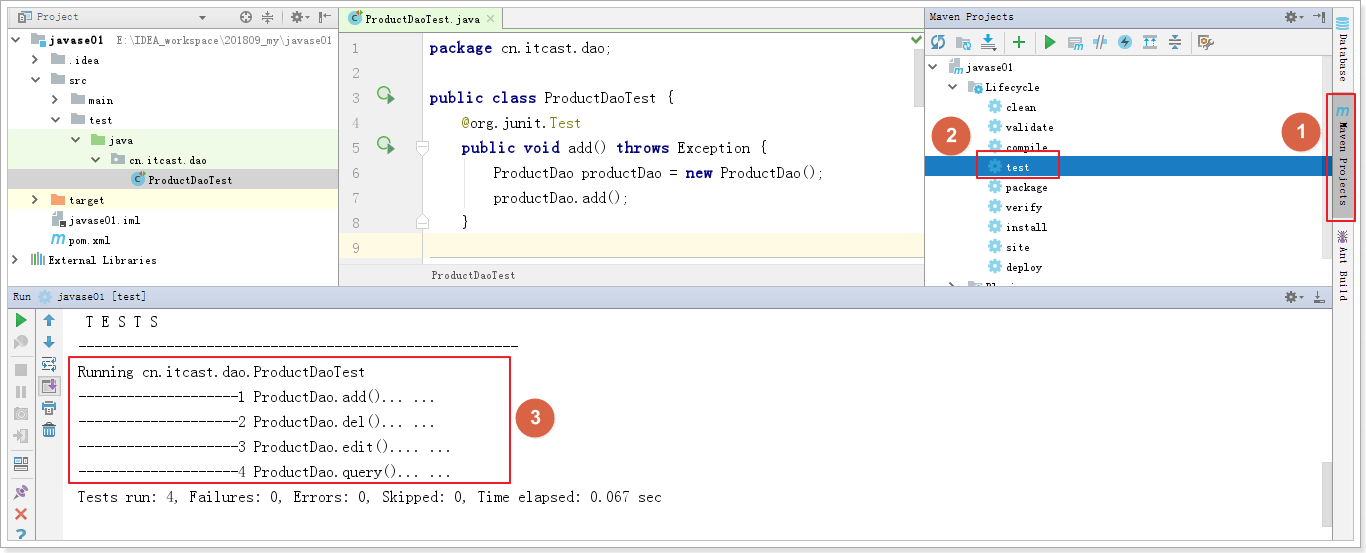 Project
javase01 E:\IDEA_workspace\201809_my\javase01
.idea
src
main
test
java
cn.itcast.dao
ProductDaoTest
target
javase01.iml
pom.xml
External Libraries
ProductDaoTest.java
1 package cn.itcast.dao;
2
3 public class ProductDaoTest {
4 @org.junit.Test
5 public void add() throws Exception {
6 ProductDao productDao = new ProductDao();
7 productDao.add();
8 }
9
ProductDaoTest
Maven Projects
javase01
Lifecycle
clean
validate
compile
test
package
verify
install
site
deploy
2
1
Database
Maven Projects
Ant Build
Run javase01 [test]
T E S T S
-------------------------------------------------------
Running cn.itcast.dao.ProductDaoTest
--------------------1 ProductDao.add()... ...
--------------------2 ProductDao.del()... ...
--------------------3 ProductDao.edit().... ...
--------------------4 ProductDao.query()... ...
3
Tests run: 4, Failures: 0, Errors: 0, Skipped: 0, Time elapsed: 0.067 sec